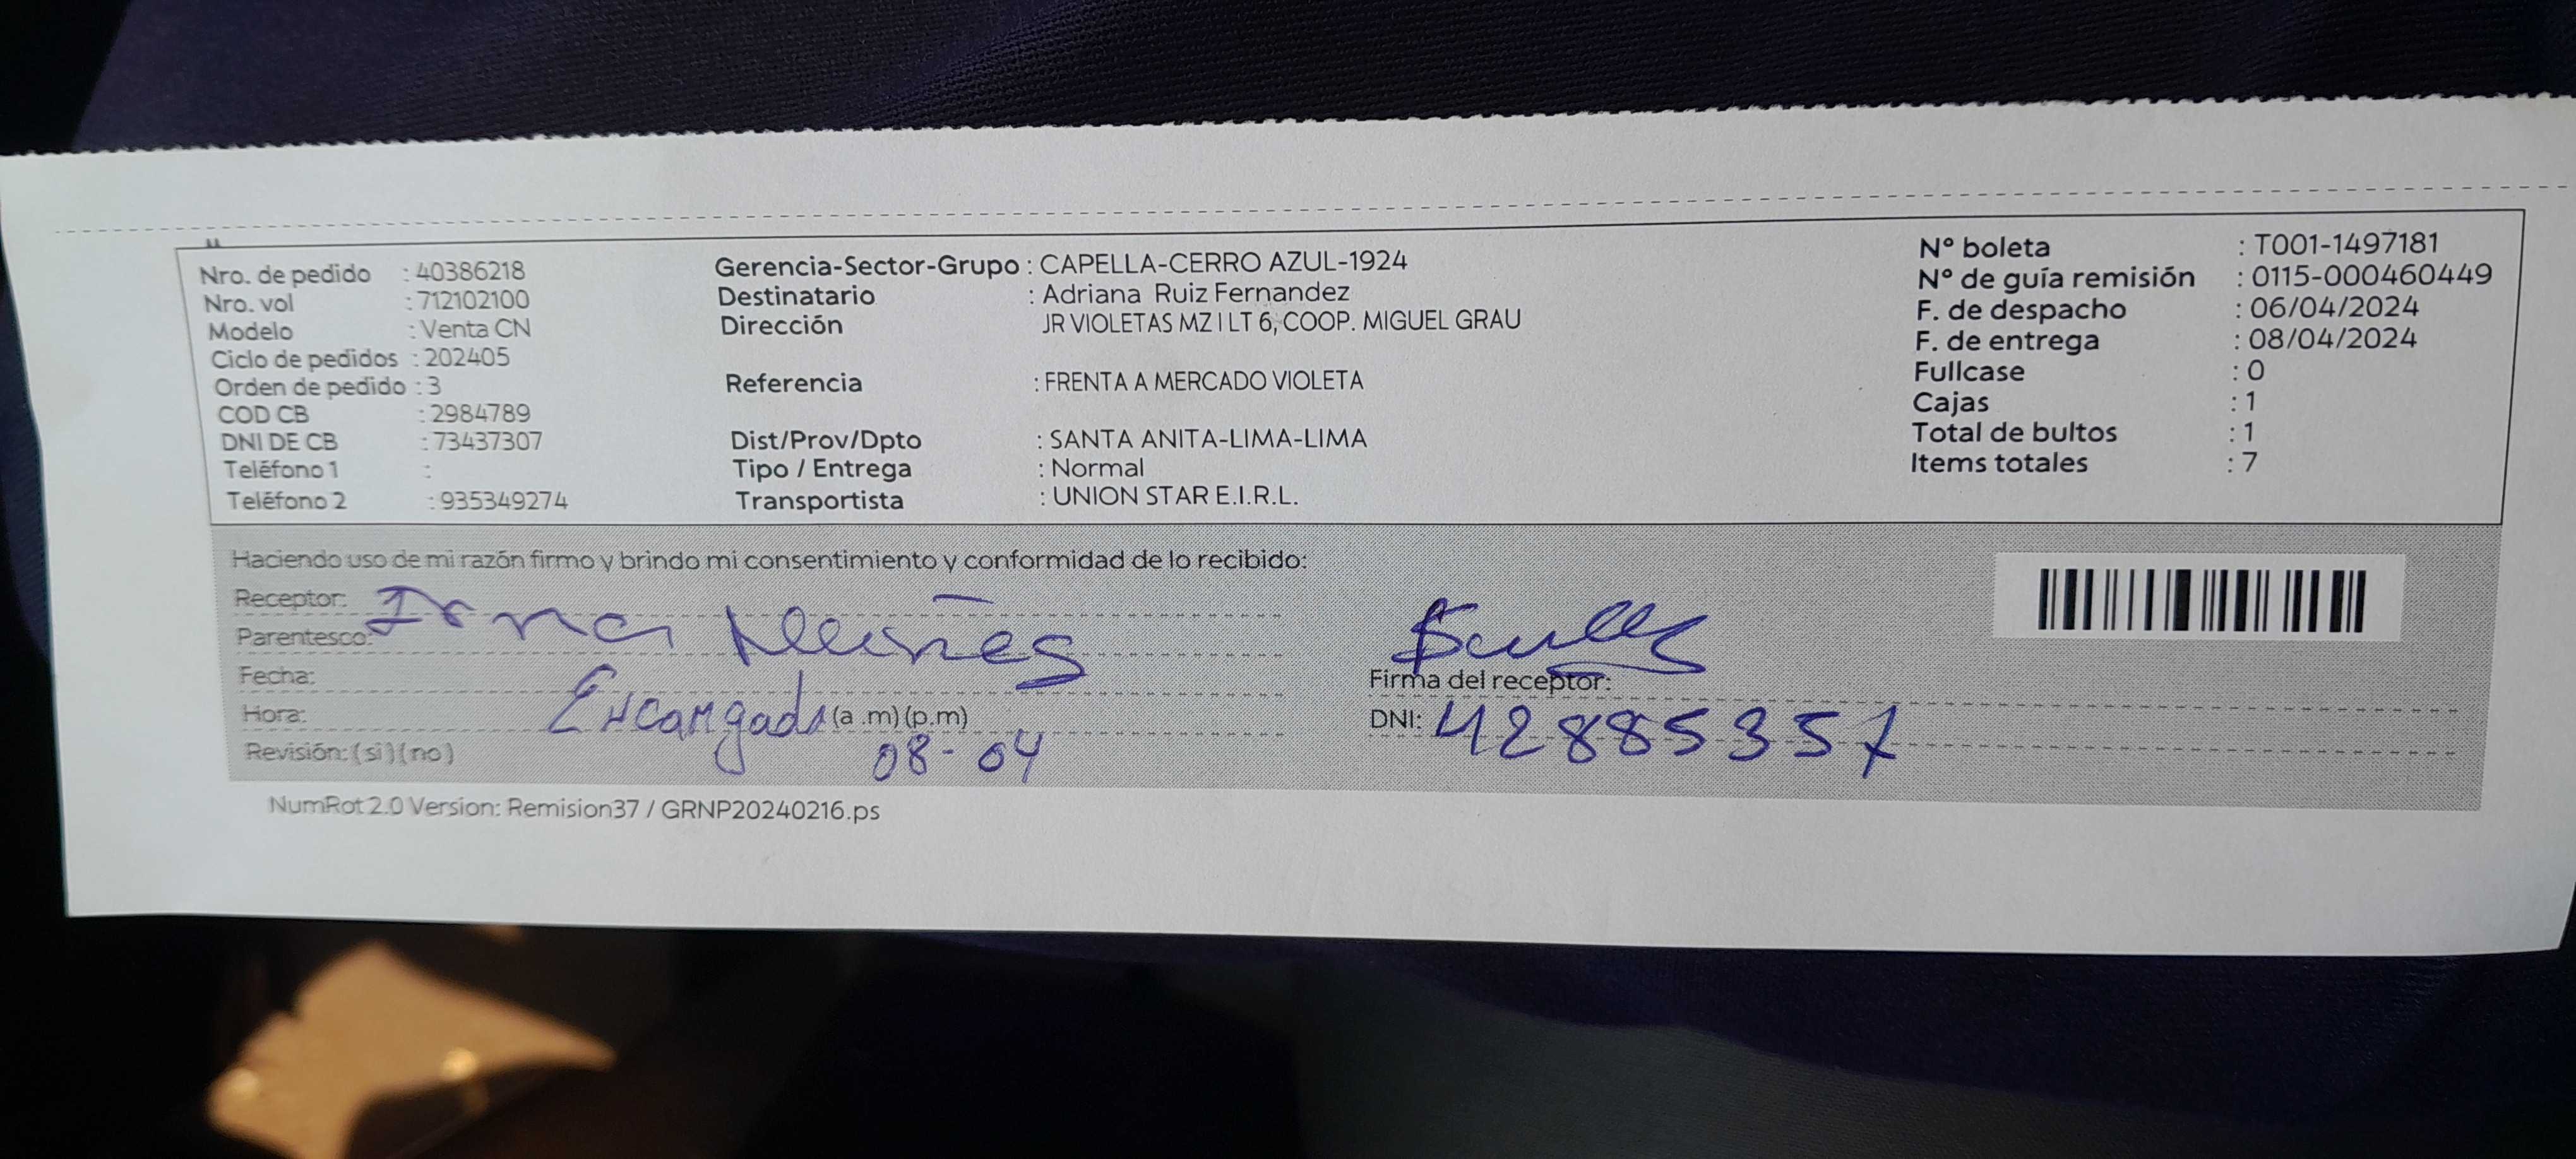 Nro. de pedido : 40386218
Nro. vol : 712102100
Modelo : Venta CN
Ciclo de pedidos : 202405
Orden de pedido : 3
COD CB : 2984789
DNI DE CB : 73437307
Teléfono 1 :
Teléfono 2 : 935349274
Gerencia-Sector-Grupo : CAPELLA-CERRO AZUL-1924
Destinatario : Adriana Ruiz Fernandez
Dirección JR VIOLETAS MZ I LT 6, COOP. MIGUEL GRAU
Referencia : FRENTA A MERCADO VIOLETA
Dist/Prov/Dpto : SANTA ANITA-LIMA-LIMA
Tipo / Entrega : Normal
Transportista : UNION STAR E.I.R.L.
N° boleta : T001-1497181
N° de guía remisión : 0115-000460449
F. de despacho : 06/04/2024
F. de entrega : 08/04/2024
Fullcase : 0
Cajas : 1
Total de bultos : 1
Items totales : 7
Haciendo uso de mi razón firmo y brindo mi consentimiento y conformidad de lo recibido:
Receptor: Irma
Parentesco:
Fecha: Encargada
Hora: (a .m) (p.m)
08-04
Revisión: (si) (no)
Firma del receptor:
DNI: 42885357
NumRot 2.0 Version: Remision37 / GRNP20240216.ps